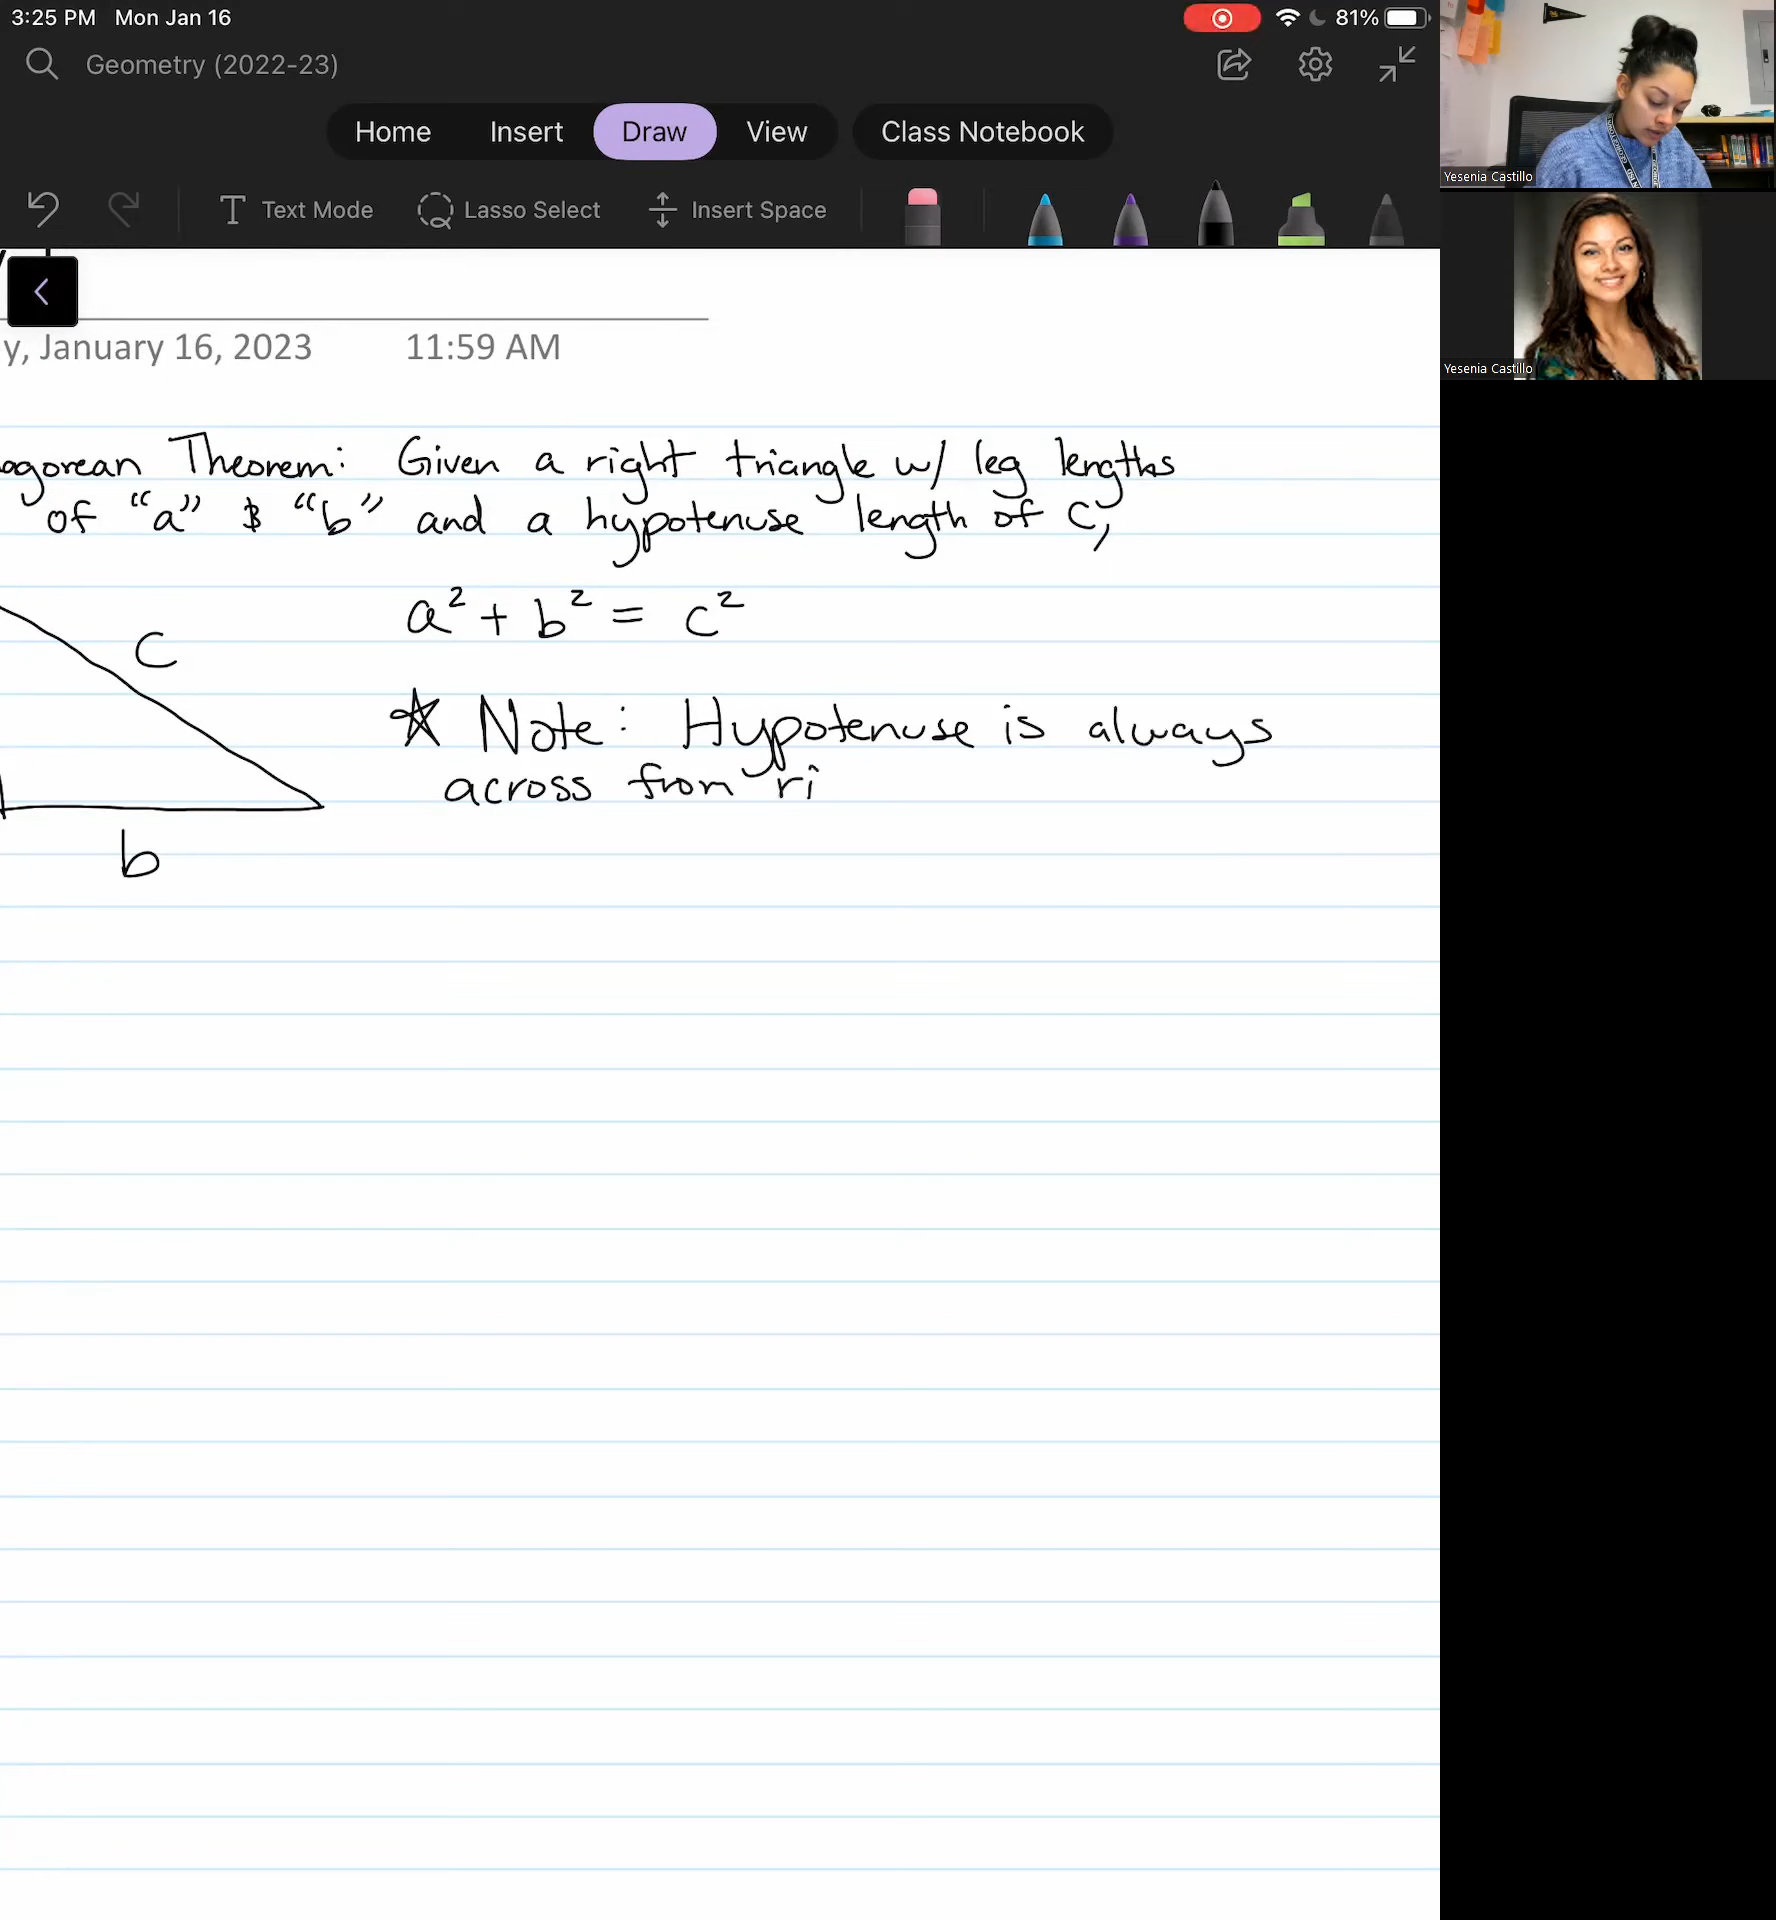 3:25 PM Mon Jan 16 81%
Geometry (2022-23)
Home Insert Draw View Class Notebook
T Text Mode Lasso Select Insert Space
y, January 16, 2023 11:59 AM
agorean Theorem: Given a right triangle w/ leg lengths
of "a" & "b" and a hypotenuse length of C,
a² + b² = c²
c
☆ Note: Hypotenuse is always
across from ri
b
Yesenia Castillo
Yesenia Castillo